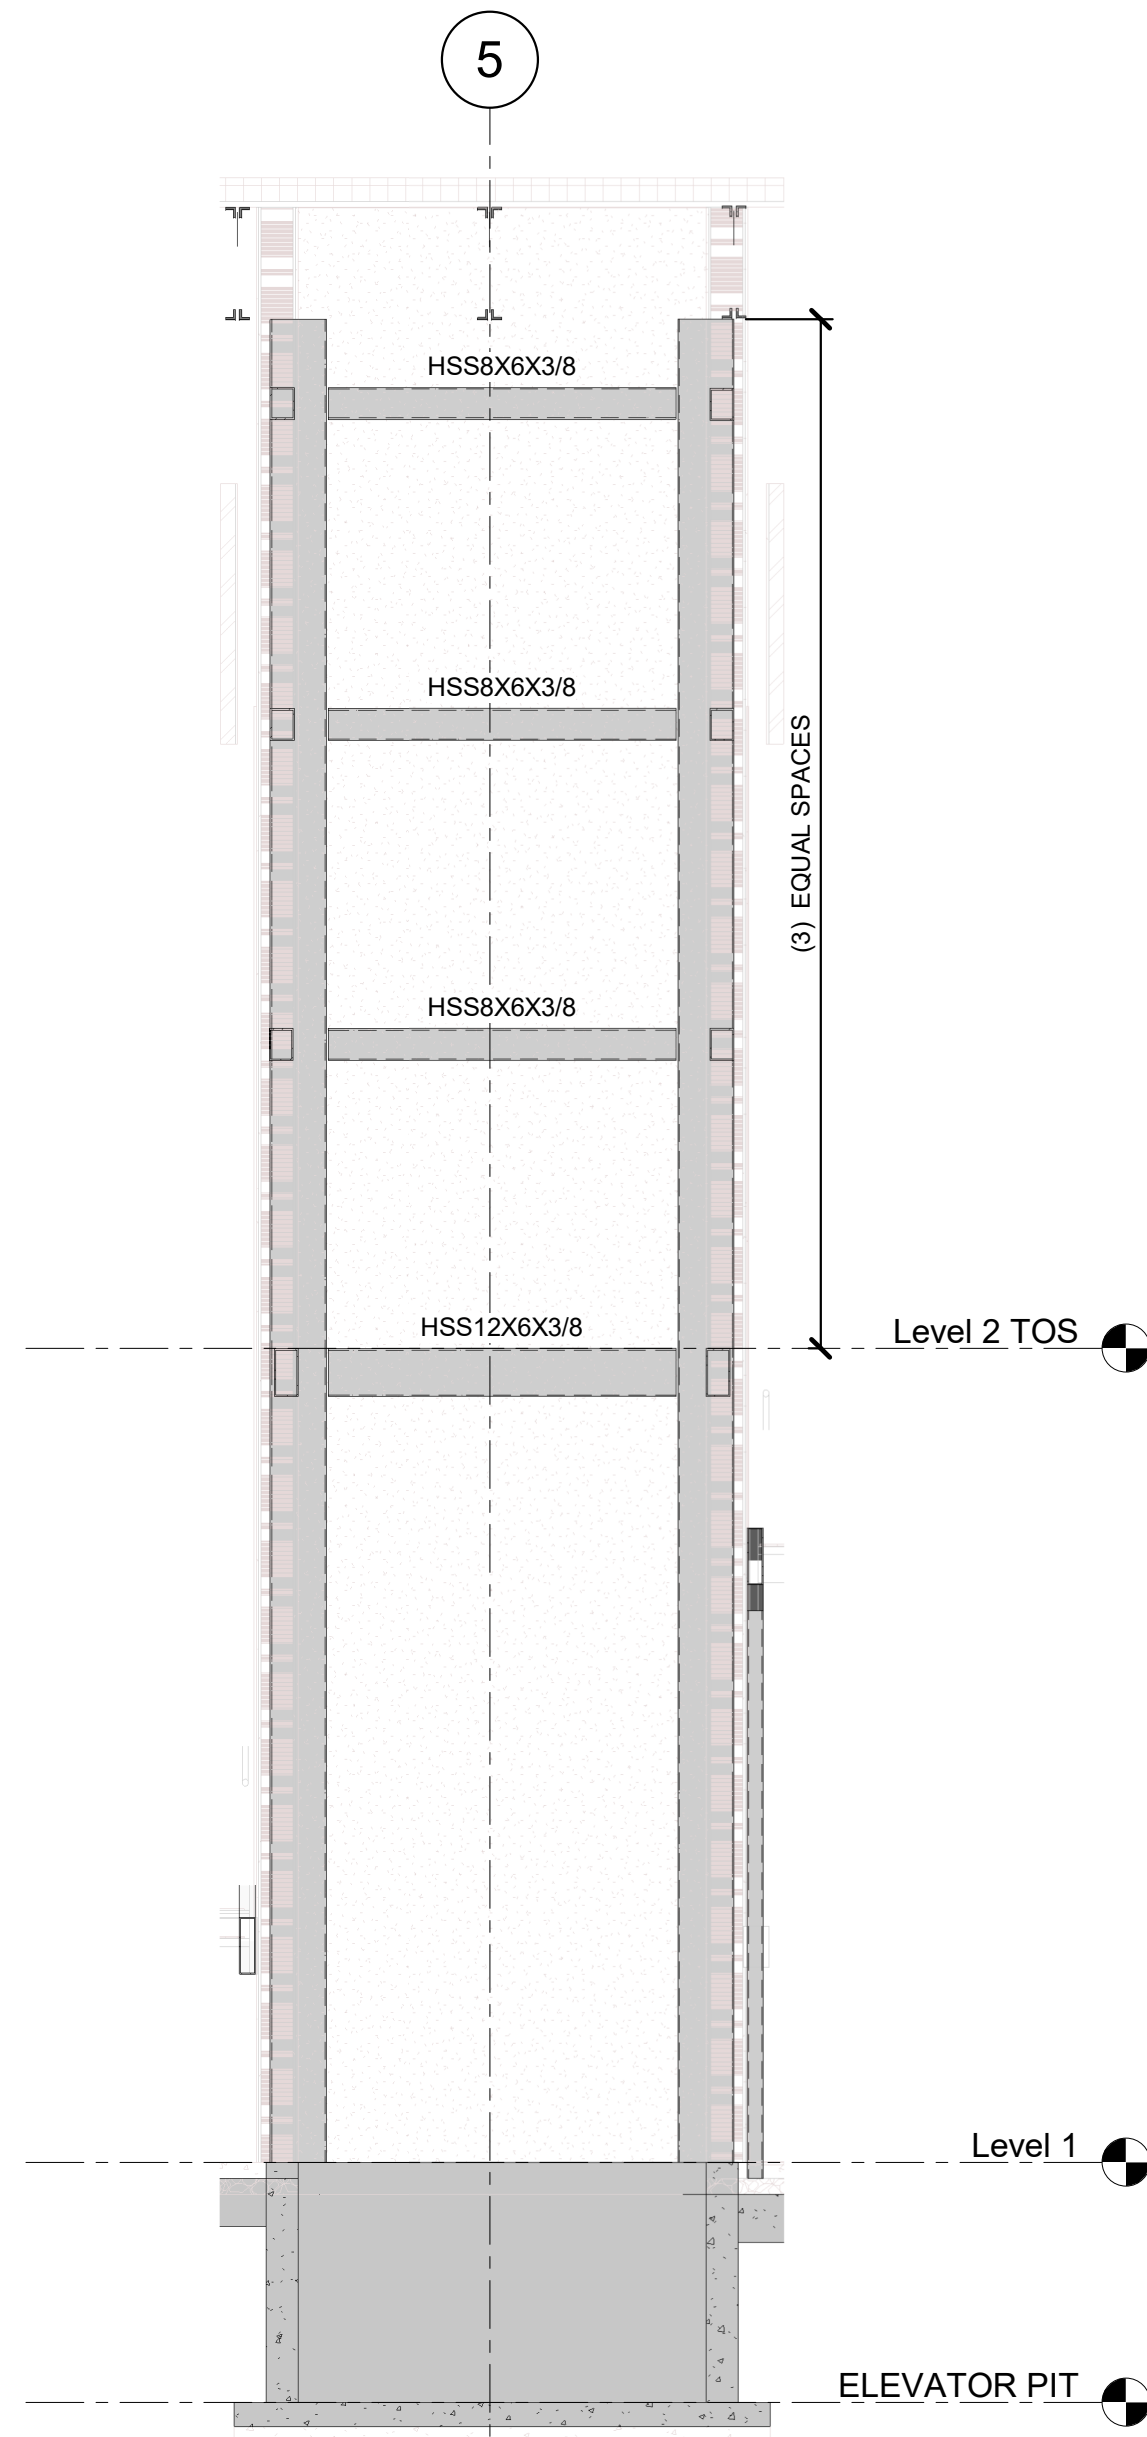 5
HSS8X6X3/8
HSS8X6X3/8
(3) EQUAL SPACES
HSS8X6X3/8
HSS12X6X3/8
Level 2 TOS
Level 1
ELEVATOR PIT